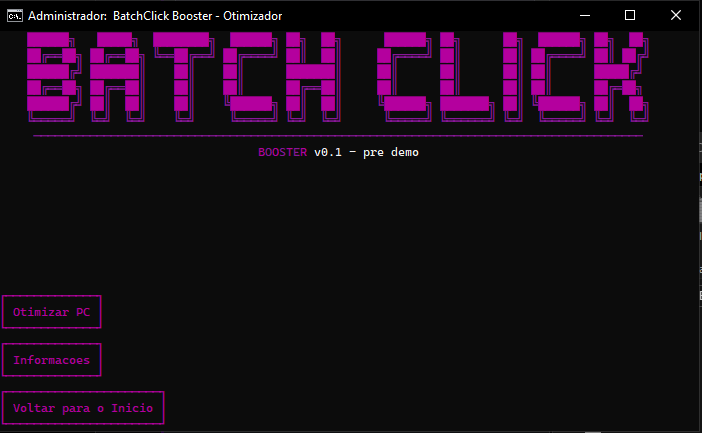 Administrador: BatchClick Booster - Otimizador
BATCH CLICK
BOOSTER v0.1 - pre demo
Otimizar PC
Informacoes
Voltar para o Inicio